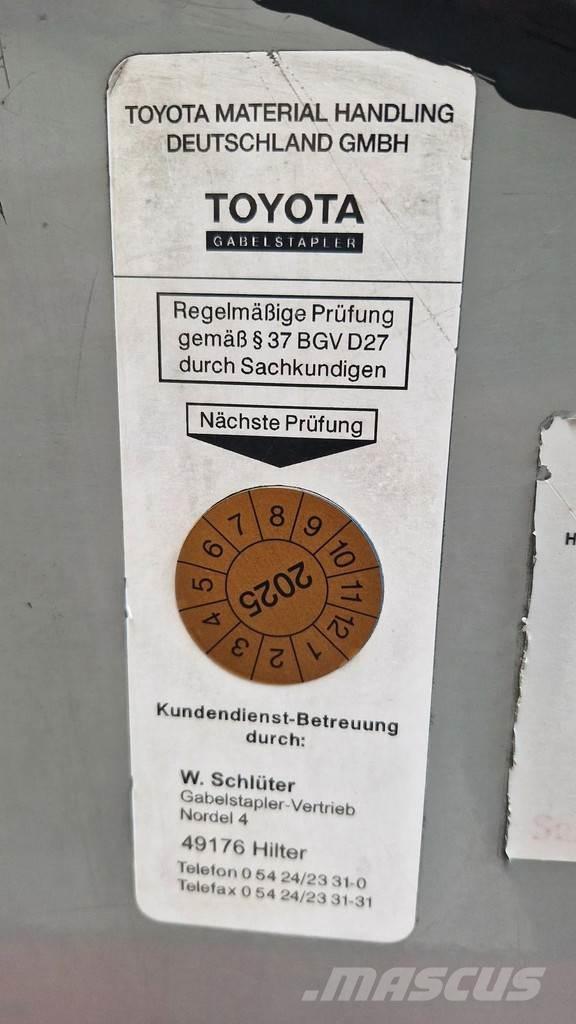 TOYOTA MATERIAL HANDLING
DEUTSCHLAND GMBH
TOYOTA
GABELSTAPLER
Regelmäßige Prüfung
gemäß § 37 BGV D27
durch Sachkundigen
Nächste Prüfung
1 2 3 4 5 6 7 8 9 10 11 12
2025
Kundendienst-Betreuung
durch:
W. Schlüter
Gabelstapler-Vertrieb
Nordel 4
49176 Hilter
Telefon 0 54 24/23 31-0
Telefax 0 54 24/23 31-31
H
MASCUS